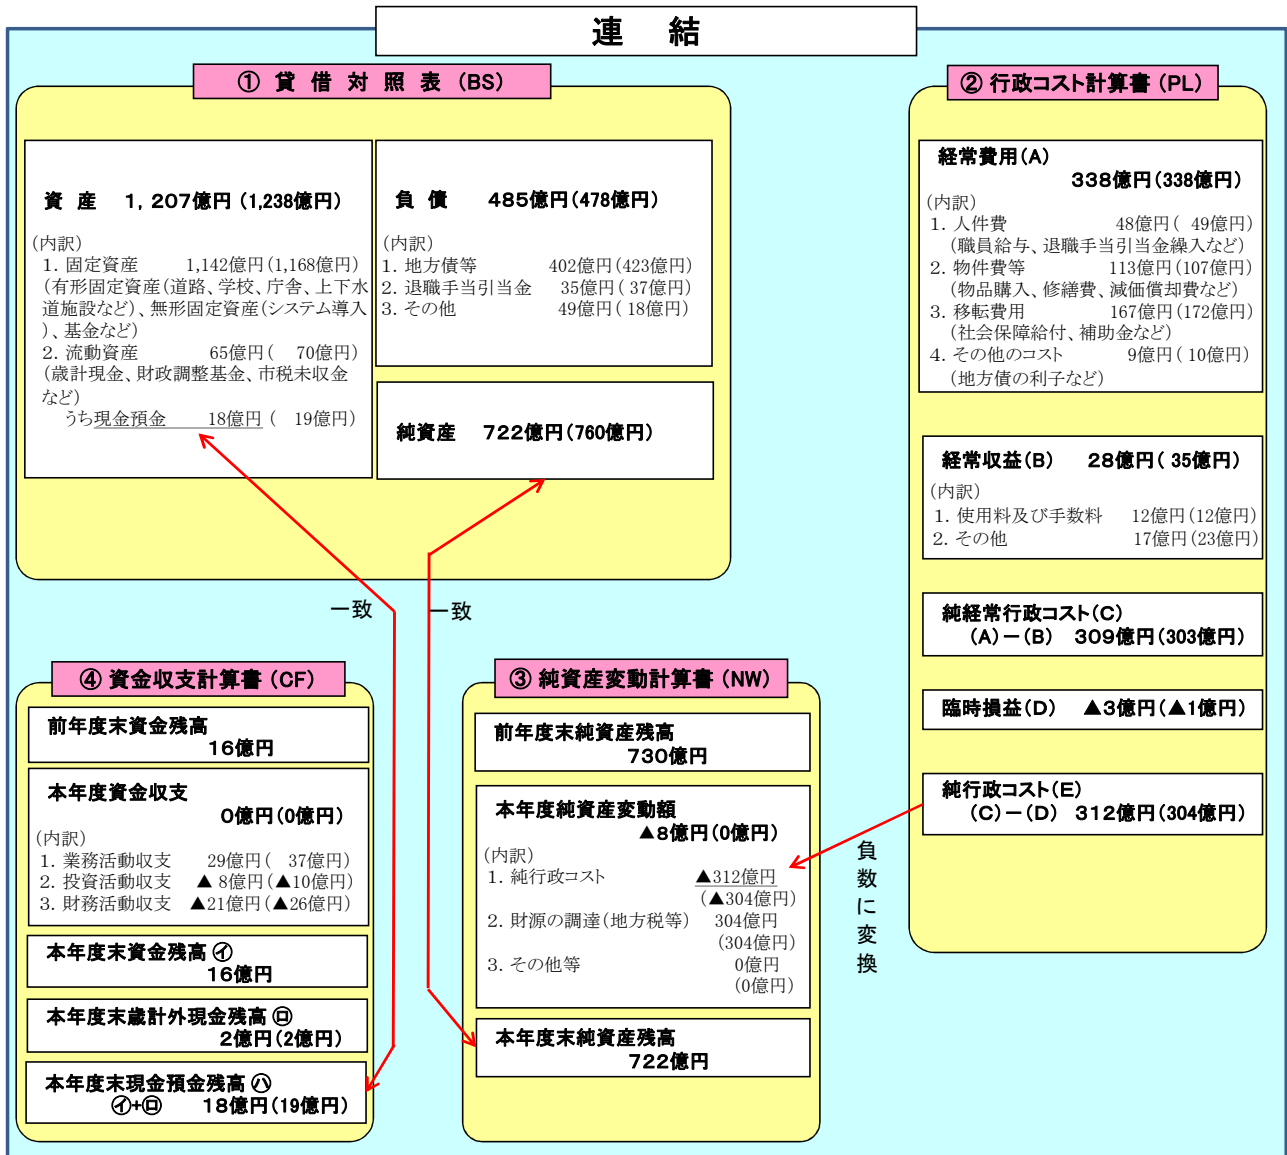 連 結
① 貸 借 対 照 表 (BS)
資 産 1,207億円 (1,238億円)
(内訳)
1. 固定資産 1,142億円(1,168億円)
(有形固定資産(道路、学校、庁舎、上下水
道施設など)、無形固定資産(システム導入
)、基金など)
2. 流動資産 65億円( 70億円)
(歳計現金、財政調整基金、市税未収金
など)
うち現金預金 18億円 ( 19億円)
負 債 485億円(478億円)
(内訳)
1. 地方債等 402億円(423億円)
2. 退職手当引当金 35億円( 37億円)
3. その他 49億円( 18億円)
純資産 722億円(760億円)
② 行政コスト計算書 (PL)
経常費用(A)
338億円(338億円)
(内訳)
1. 人件費 48億円( 49億円)
(職員給与、退職手当引当金繰入など)
2. 物件費等 113億円(107億円)
(物品購入、修繕費、減価償却費など)
3. 移転費用 167億円(172億円)
(社会保障給付、補助金など)
4. その他のコスト 9億円( 10億円)
(地方債の利子など)
経常収益(B) 28億円( 35億円)
(内訳)
1. 使用料及び手数料 12億円(12億円)
2. その他 17億円(23億円)
純経常行政コスト(C)
(A)－(B) 309億円(303億円)
臨時損益(D) ▲3億円(▲1億円)
純行政コスト(E)
(C)－(D) 312億円(304億円)
一致
一致
負数に変換
④ 資金収支計算書 (CF)
前年度末資金残高
16億円
本年度資金収支
0億円(0億円)
(内訳)
1. 業務活動収支 29億円( 37億円)
2. 投資活動収支 ▲ 8億円(▲10億円)
3. 財務活動収支 ▲21億円(▲26億円)
本年度末資金残高 ㋑
16億円
本年度末歳計外現金残高 ㋺
2億円(2億円)
本年度末現金預金残高 ㋩
㋑+㋺ 18億円(19億円)
③ 純資産変動計算書 (NW)
前年度末純資産残高
730億円
本年度純資産変動額
▲8億円(0億円)
(内訳)
1. 純行政コスト ▲312億円
(▲304億円)
2. 財源の調達(地方税等) 304億円
(304億円)
3. その他等 0億円
(0億円)
本年度末純資産残高
722億円